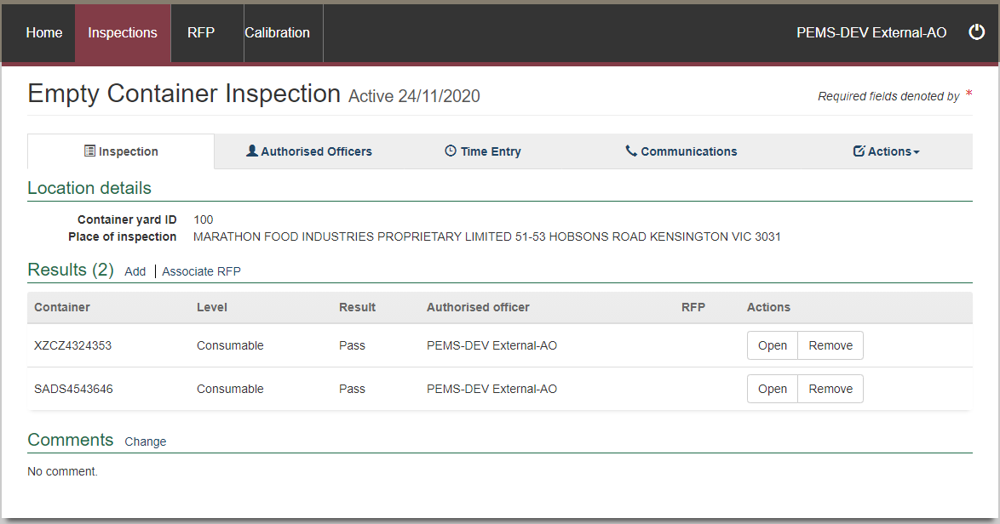 Home Inspections RFP Calibration PEMS-DEV External-AO
Empty Container Inspection Active 24/11/2020 Required fields denoted by *
Inspection Authorised Officers Time Entry Communications Actions
Location details
Container yard ID 100
Place of inspection MARATHON FOOD INDUSTRIES PROPRIETARY LIMITED 51-53 HOBSONS ROAD KENSINGTON VIC 3031
Results (2) Add | Associate RFP
Container Level Result Authorised officer RFP Actions
XZCZ4324353 Consumable Pass PEMS-DEV External-AO Open Remove
SADS4543646 Consumable Pass PEMS-DEV External-AO Open Remove
Comments Change
No comment.